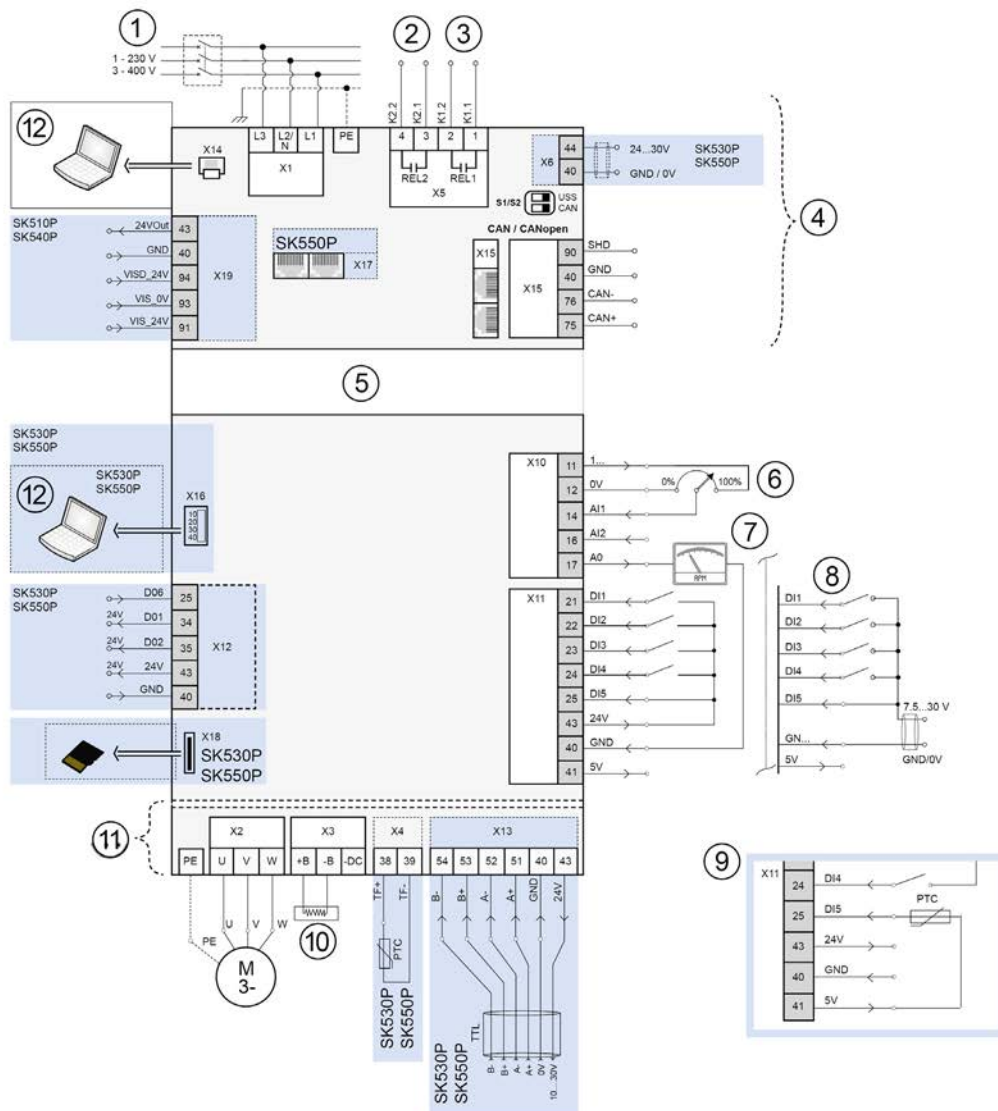 1
1 - 230 V
3 - 400 V
2
3
K2.2
K2.1
K1.2
K1.1
12
X14
L3
L2/
N
L1
PE
X1
4
3
2
1
REL2
REL1
X5
X6
44
40
24...30V
GND / 0V
SK530P
SK550P
S1/S2
USS
CAN
4
SK510P
SK540P
24VOut
43
GND
40
VISD_24V
94
VIS_0V
93
VIS_24V
91
X19
SK550P
X17
CAN / CANopen
X15
X15
90
SHD
40
GND
76
CAN-
75
CAN+
5
SK530P
SK550P
SK530P
SK550P
12
X16
10
20
30
40
X10
11
1...
12
0V
14
AI1
16
AI2
17
A0
0%
100%
6
7
RPM
SK530P
SK550P
D06
25
24V
D01
34
24V
D02
35
24V
24V
43
GND
40
X12
X11
21
DI1
22
DI2
23
DI3
24
DI4
25
DI5
43
24V
40
GND
41
5V
8
DI1
DI2
DI3
DI4
DI5
7.5...30 V
GN...
GND/0V
5V
X18
SK530P
SK550P
11
PE
X2
U
V
W
X3
+B
-B
-DC
X4
38
39
X13
54
53
52
51
40
43
U
V
W
PE
M
3-
10
TF+
TF-
PTC
SK530P
SK550P
B-
B+
A-
A+
GND
24V
TTL
B-
B+
A-
A+
0V
10...30V
SK530P
SK550P
9
X11
24
DI4
25
DI5
PTC
43
24V
40
GND
41
5V